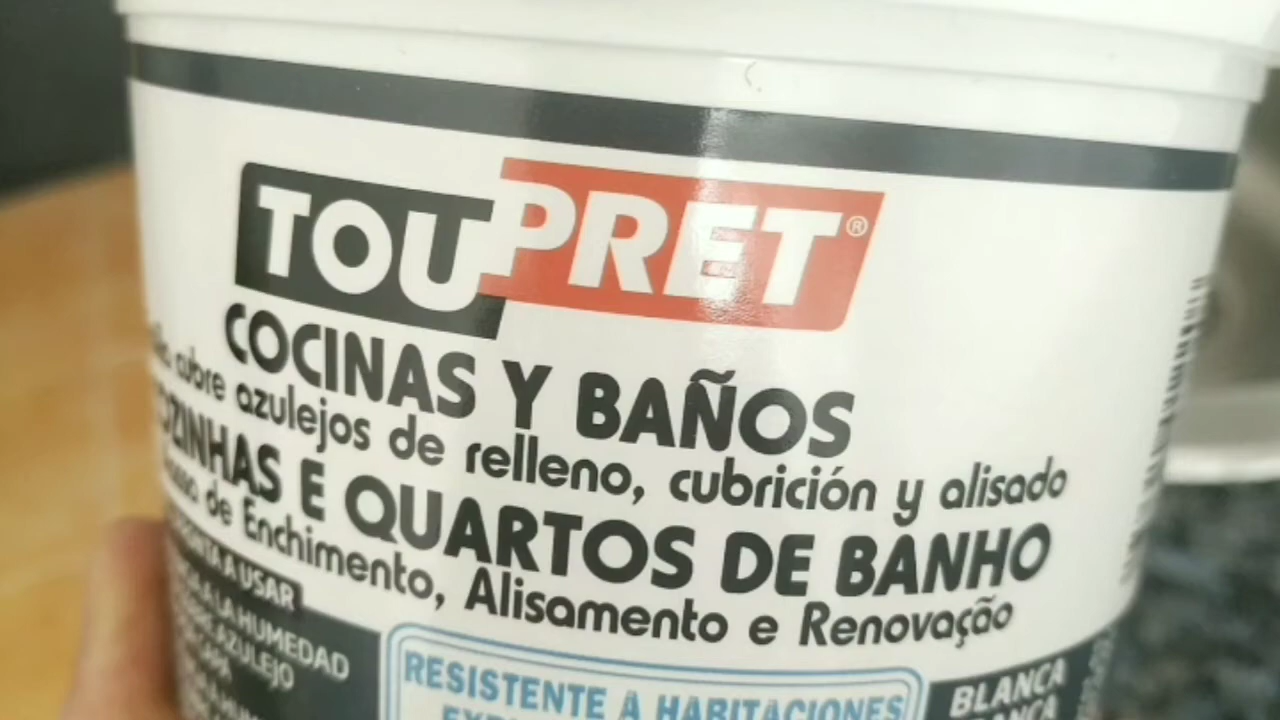 TOUPRET®
COCINAS Y BAÑOS
cubre azulejos de relleno, cubrición y alisado
COZINHAS E QUARTOS DE BANHO
de Enchimento, Alisamento e Renovação
A USAR
A LA HUMEDAD
AZULEJO
RESISTENTE A HABITACIONES
BLANCA